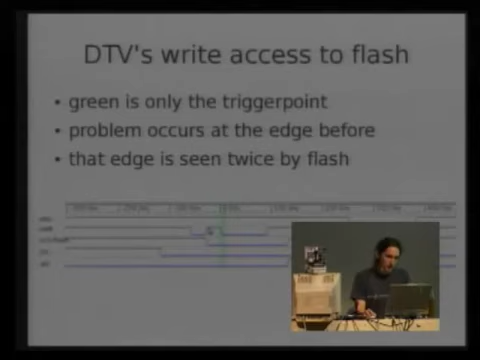 DTV's write access to flash
• green is only the triggerpoint
• problem occurs at the edge before
• that edge is seen twice by flash